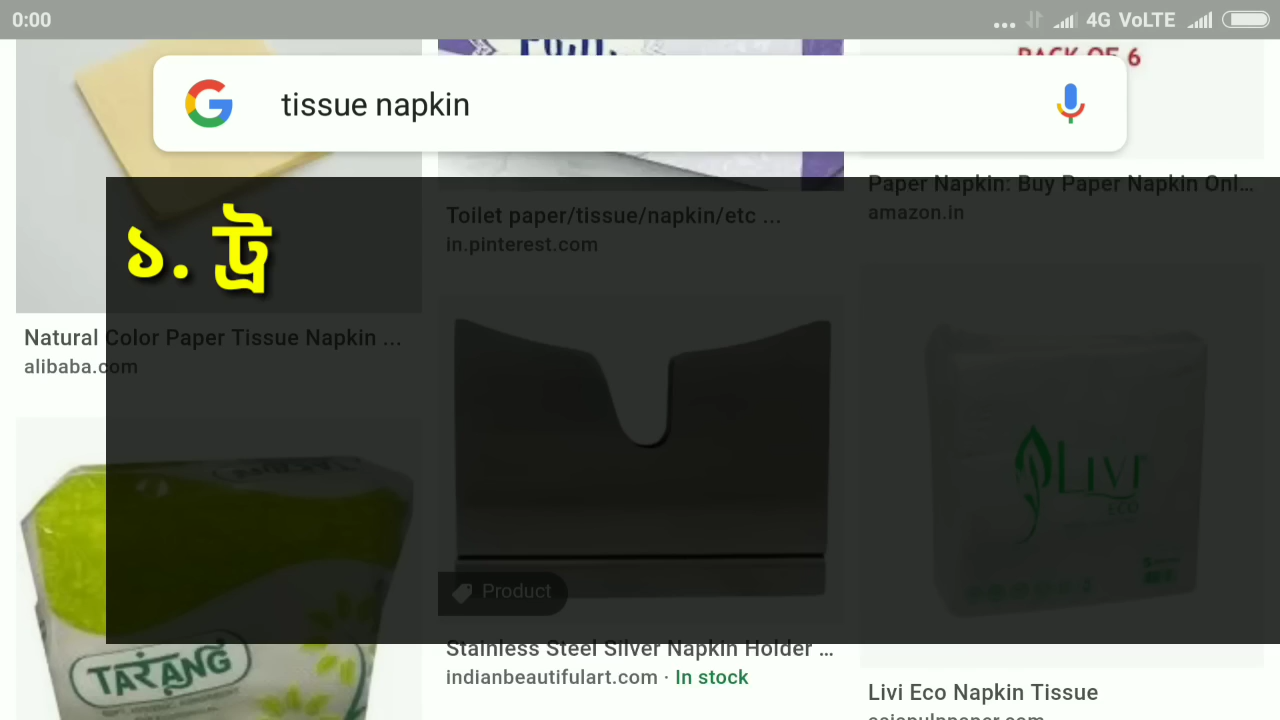 0:00
... 4G VoLTE
PACK OF 6
tissue napkin
Paper Napkin: Buy Paper Napkin Onl...
amazon.in
Toilet paper/tissue/napkin/etc ...
in.pinterest.com
১. ট্র
Natural Color Paper Tissue Napkin ...
alibaba.com
LIVI
ECO
Product
TARANG
Stainless Steel Silver Napkin Holder ...
indianbeautifulart.com · In stock
Livi Eco Napkin Tissue